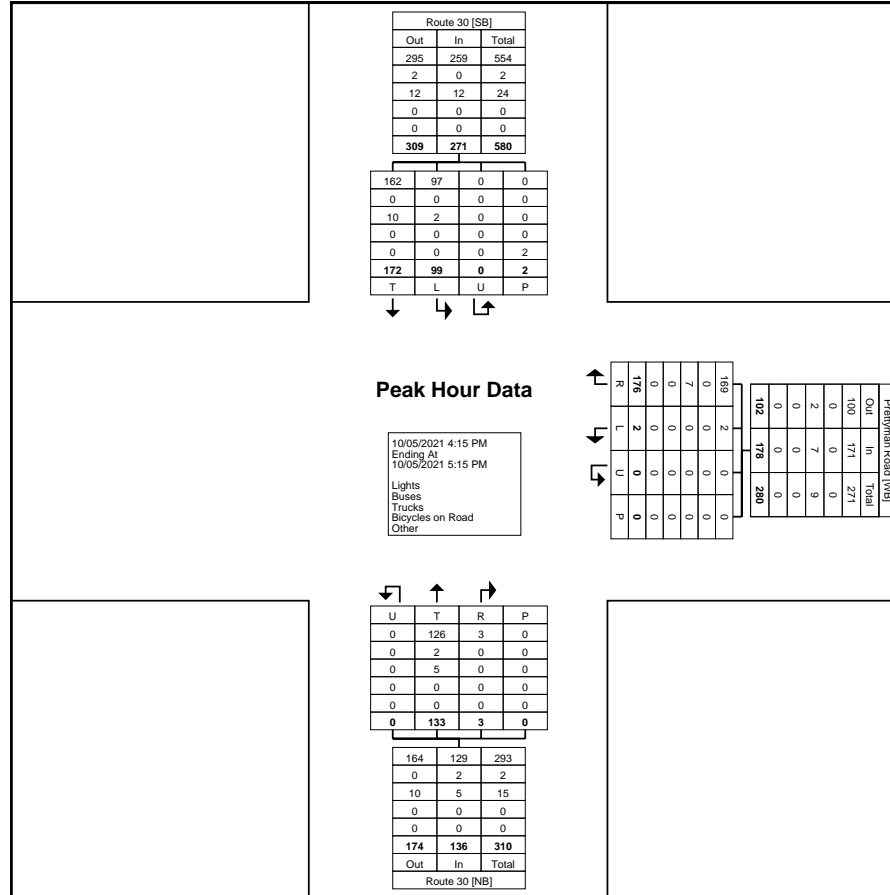 Route 30 [SB]
Out In Total
295 259 554
2 0 2
12 12 24
0 0 0
0 0 0
309 271 580
162 97 0 0
0 0 0 0
10 2 0 0
0 0 0 0
0 0 0 2
172 99 0 2
T L U P
Peak Hour Data
10/05/2021 4:15 PM
Ending At
10/05/2021 5:15 PM
Lights
Buses
Trucks
Bicycles on Road
Other
Prettyman Road [WB]
Out In Total
100 171 271
0 0 0
2 7 9
0 0 0
0 0 0
102 178 280
169 2 0 0
0 0 0 0
7 0 0 0
0 0 0 0
0 0 0 0
176 2 0 0
R L U P
U T R P
0 126 3 0
0 2 0 0
0 5 0 0
0 0 0 0
0 0 0 0
0 133 3 0
164 129 293
0 2 2
10 5 15
0 0 0
0 0 0
174 136 310
Out In Total
Route 30 [NB]